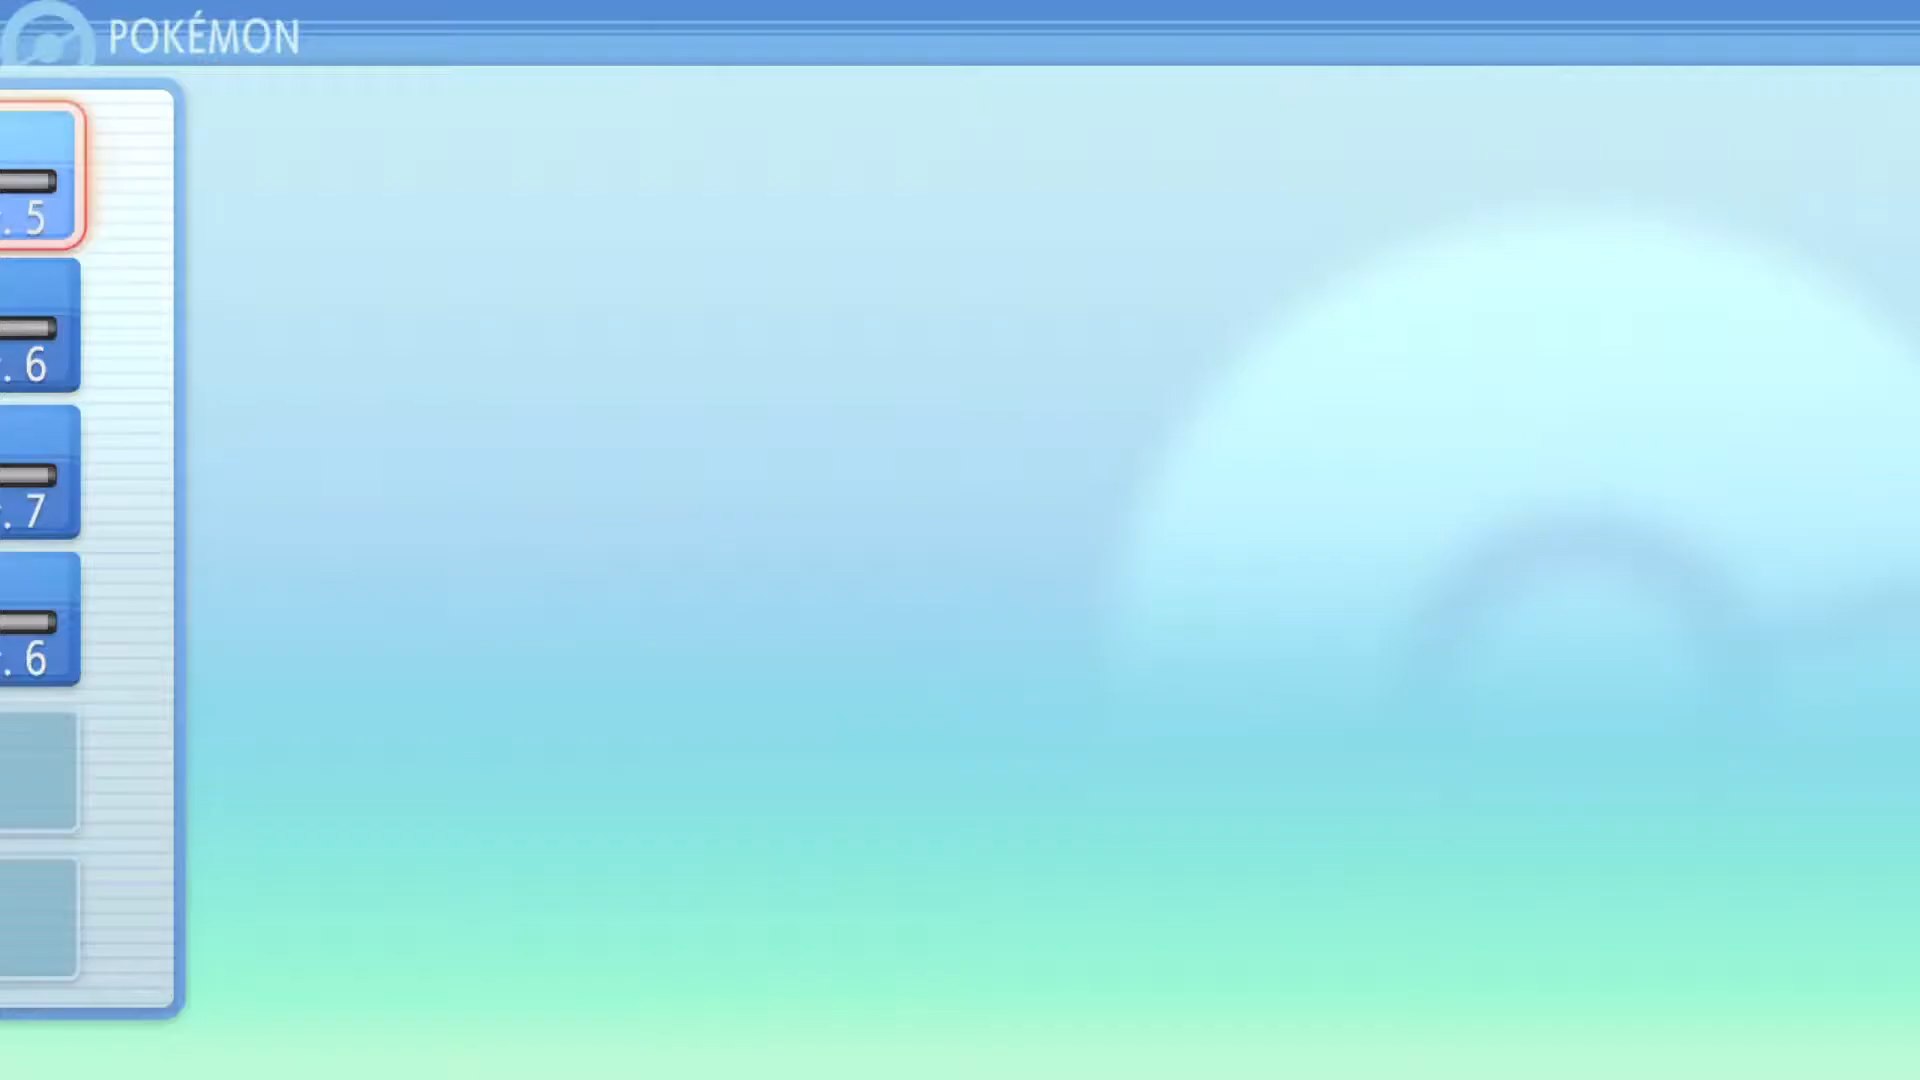 POKÉMON
. 5
. 6
. 7
. 6